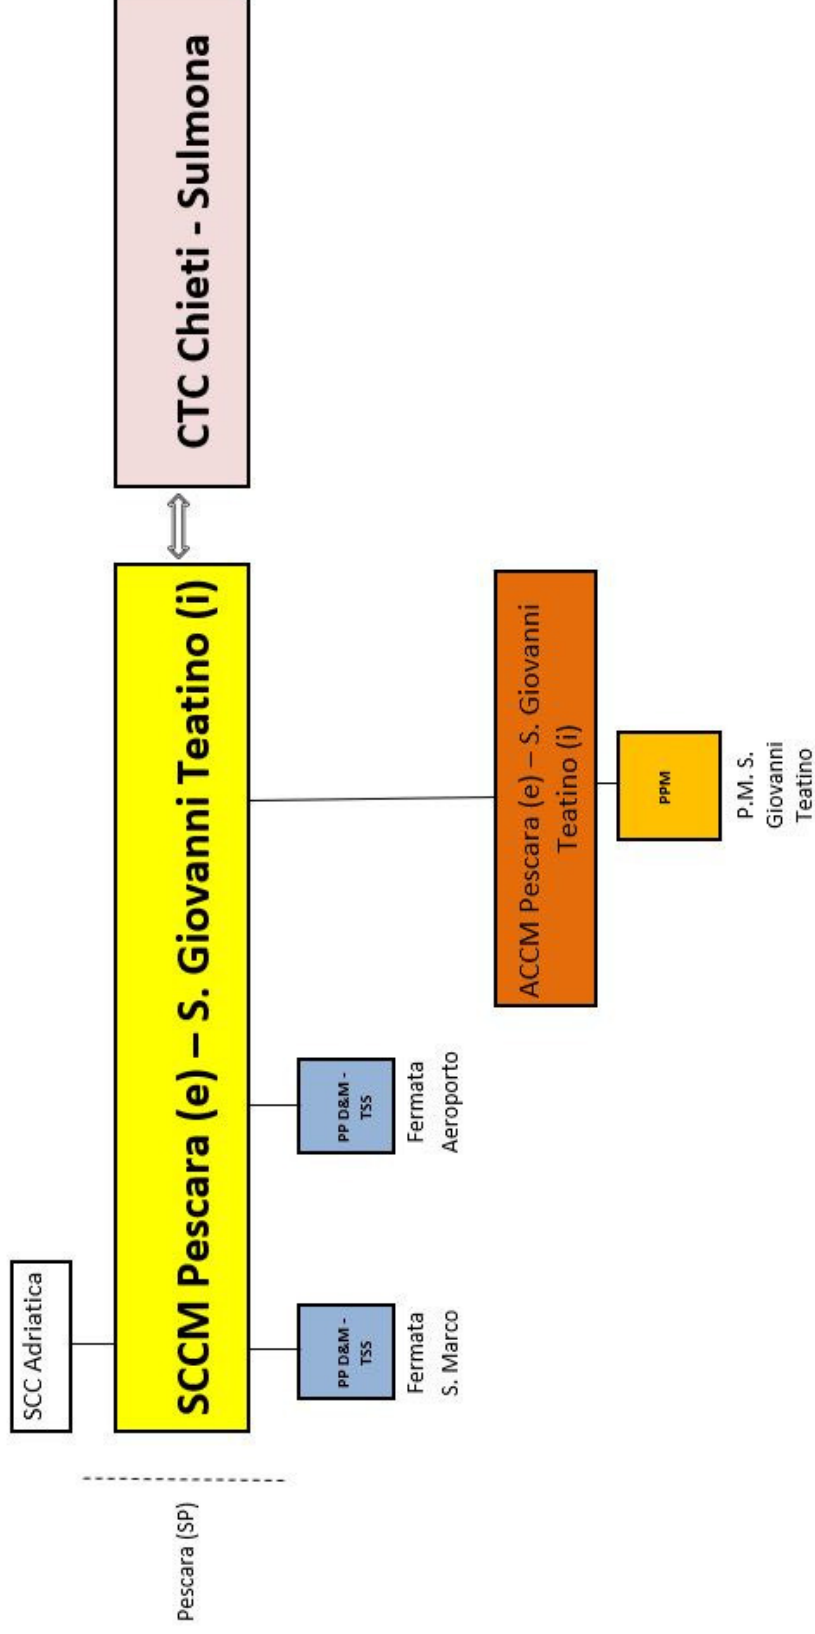 SCC Adriatica
Pescara (SP)
SCCM Pescara (e) – S. Giovanni Teatino (i)
CTC Chieti - Sulmona
PP D&M -
TSS
Fermata
S. Marco
PP D&M -
TSS
Fermata
Aeroporto
ACCM Pescara (e) – S. Giovanni
Teatino (i)
PPM
P.M. S.
Giovanni
Teatino